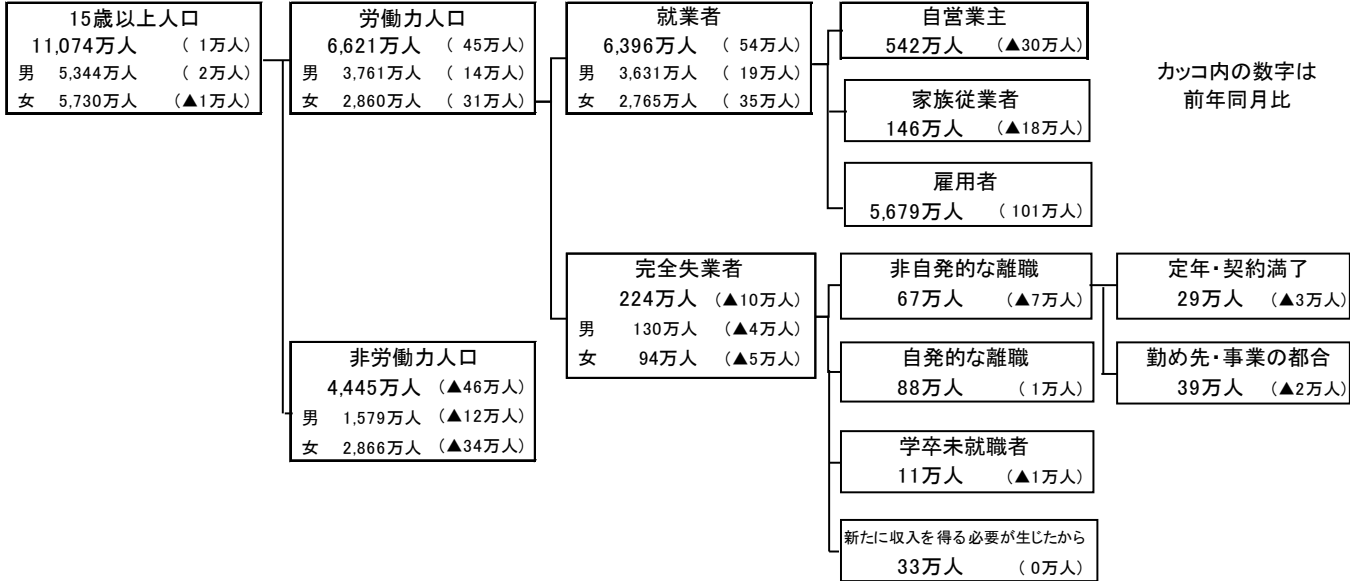 15歳以上人口
11,074万人 ( 1万人)
男 5,344万人 ( 2万人)
女 5,730万人 (▲1万人)
労働力人口
6,621万人 ( 45万人)
男 3,761万人 ( 14万人)
女 2,860万人 ( 31万人)
非労働力人口
4,445万人 (▲46万人)
男 1,579万人 (▲12万人)
女 2,866万人 (▲34万人)
就業者
6,396万人 ( 54万人)
男 3,631万人 ( 19万人)
女 2,765万人 ( 35万人)
完全失業者
224万人 (▲10万人)
男 130万人 (▲4万人)
女 94万人 (▲5万人)
自営業主
542万人 (▲30万人)
家族従業者
146万人 (▲18万人)
雇用者
5,679万人 ( 101万人)
非自発的な離職
67万人 (▲7万人)
自発的な離職
88万人 ( 1万人)
学卒未就職者
11万人 (▲1万人)
新たに収入を得る必要が生じたから
33万人 ( 0万人)
定年・契約満了
29万人 (▲3万人)
勤め先・事業の都合
39万人 (▲2万人)
カッコ内の数字は
前年同月比